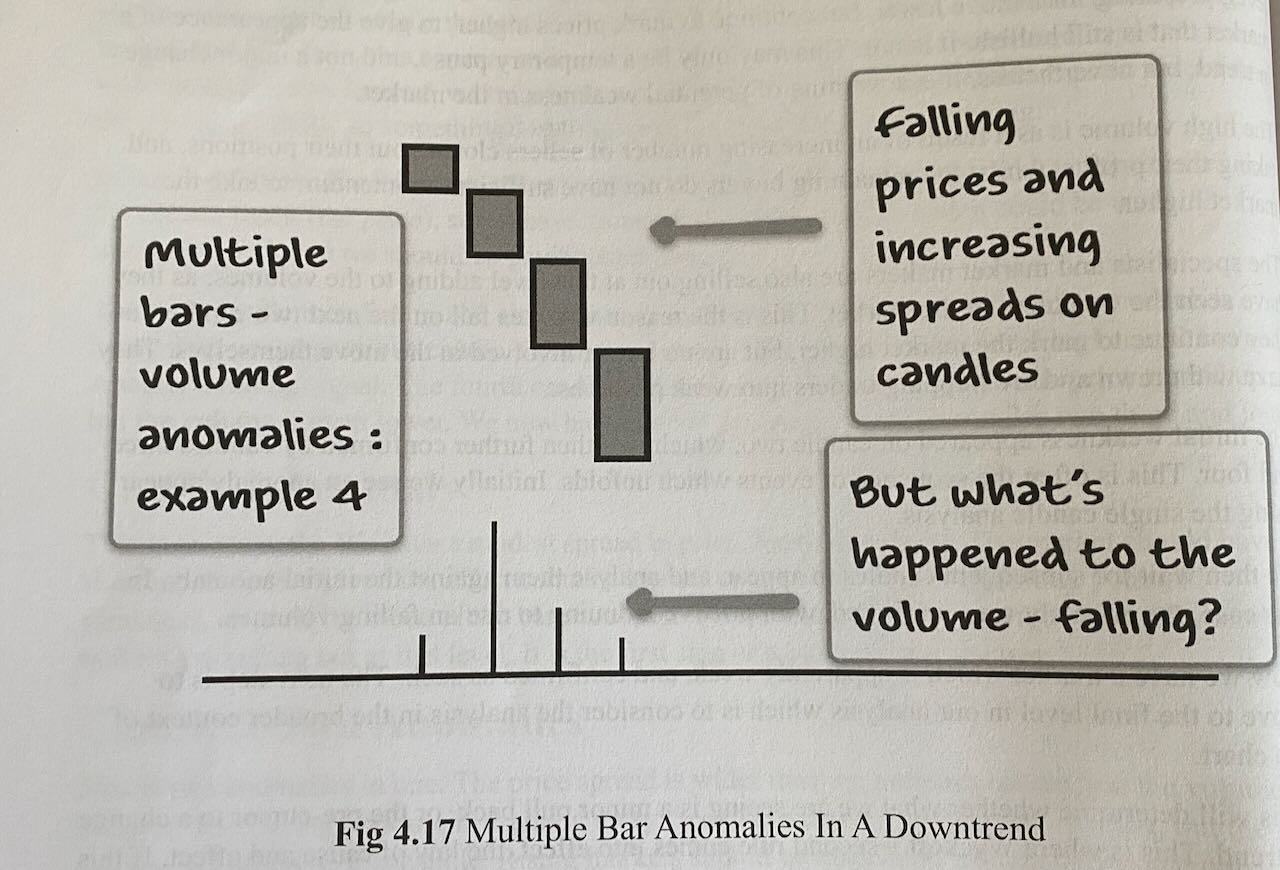 Multiple
bars -
volume
anomalies :
example 4
Falling
prices and
increasing
spreads on
candles
But what's
happened to the
volume - falling?
Fig 4.17 Multiple Bar Anomalies In A Downtrend